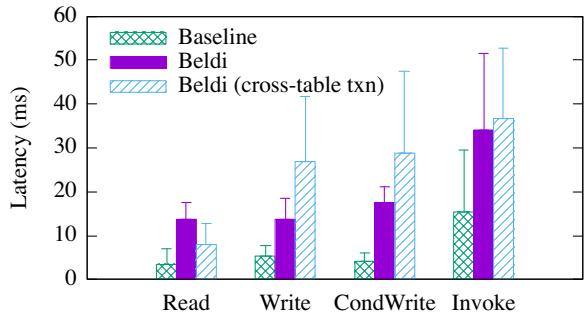 60
50
40
30
20
10
0
Latency (ms)
Baseline
Beldi
Beldi (cross-table txn)
Read Write CondWrite Invoke